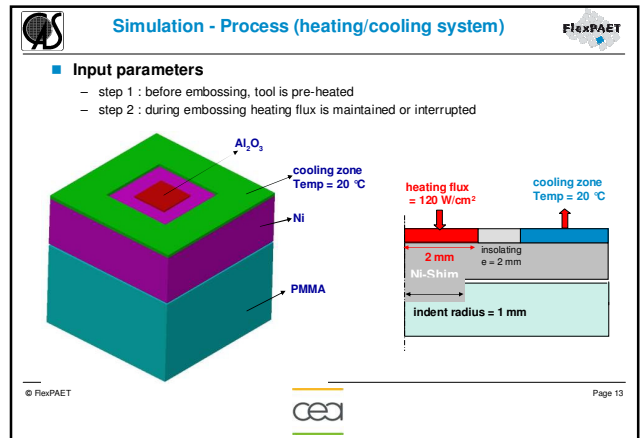 Simulation - Process (heating/cooling system)
FlexPAET
Input parameters
– step 1 : before embossing, tool is pre-heated
– step 2 : during embossing heating flux is maintained or interrupted
Al2O3
cooling zone
Temp = 20 °C
Ni
PMMA
heating flux
= 120 W/cm²
cooling zone
Temp = 20 °C
2 mm
insulating
e = 2 mm
Ni-Shim
indent radius = 1 mm
© FlexPAET
cea
Page 13